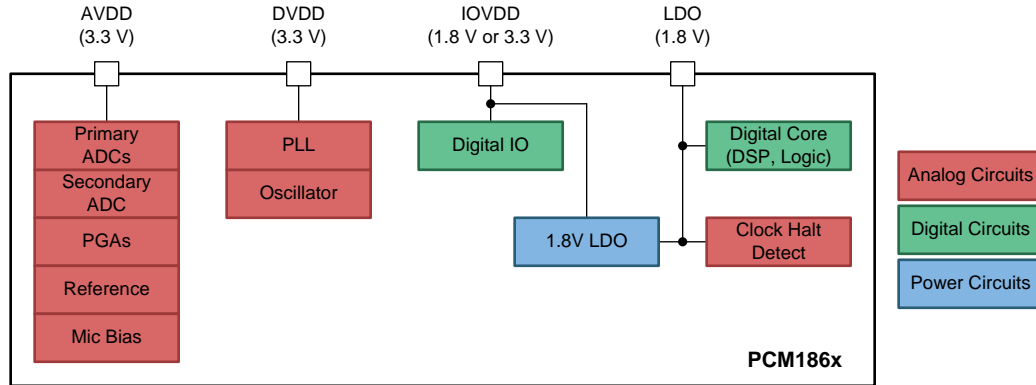 AVDD
(3.3 V)
DVDD
(3.3 V)
IOVDD
(1.8 V or 3.3 V)
LDO
(1.8 V)
Primary
ADCs
Secondary
ADC
PGAs
Reference
Mic Bias
PLL
Oscillator
Digital IO
1.8V LDO
Digital Core
(DSP, Logic)
Clock Halt
Detect
PCM186x
Analog Circuits
Digital Circuits
Power Circuits